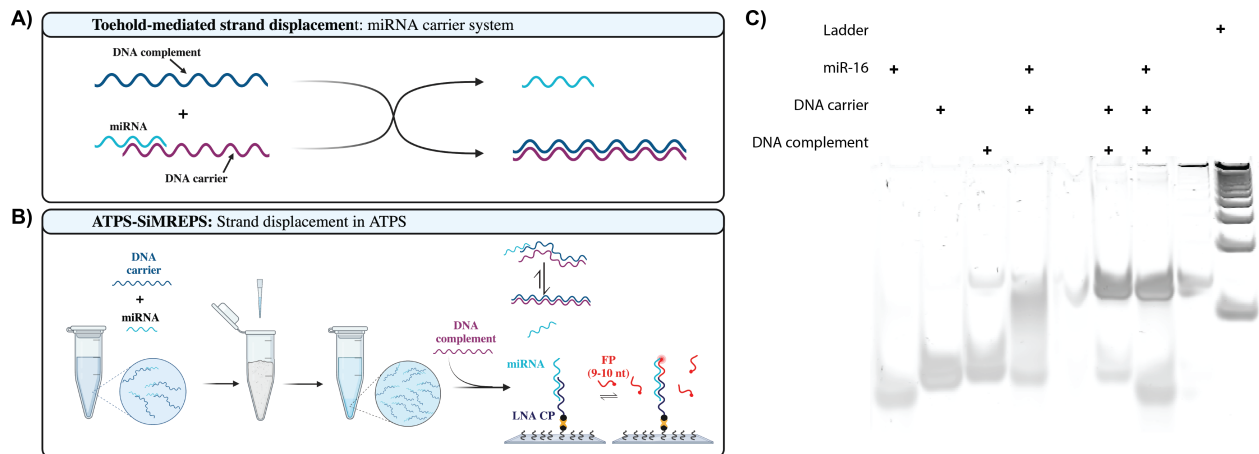 A)
Toehold-mediated strand displacement: miRNA carrier system
DNA complement
+
miRNA
DNA carrier
B)
ATPS-SiMREPS: Strand displacement in ATPS
DNA
carrier
+
miRNA
DNA
complement
miRNA
FP
(9-10 nt)
LNA CP
C)
Ladder +
miR-16 + + +
DNA carrier + + + +
DNA complement + + +